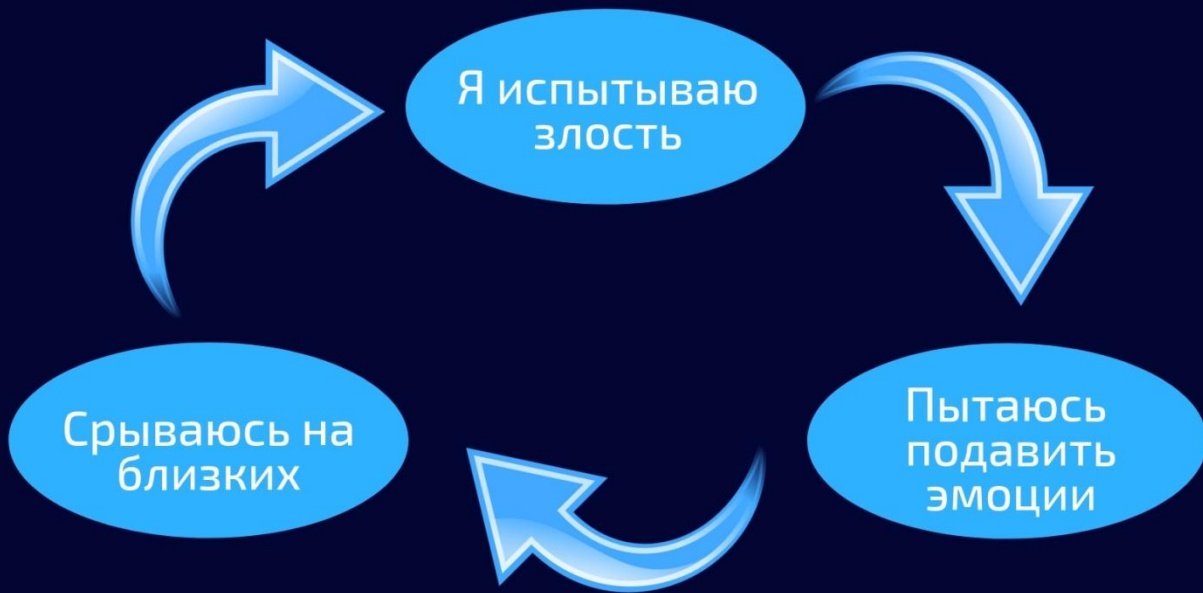 Я испытываю
злость
Пытаюсь
подавить
эмоции
Срываюсь на
близких